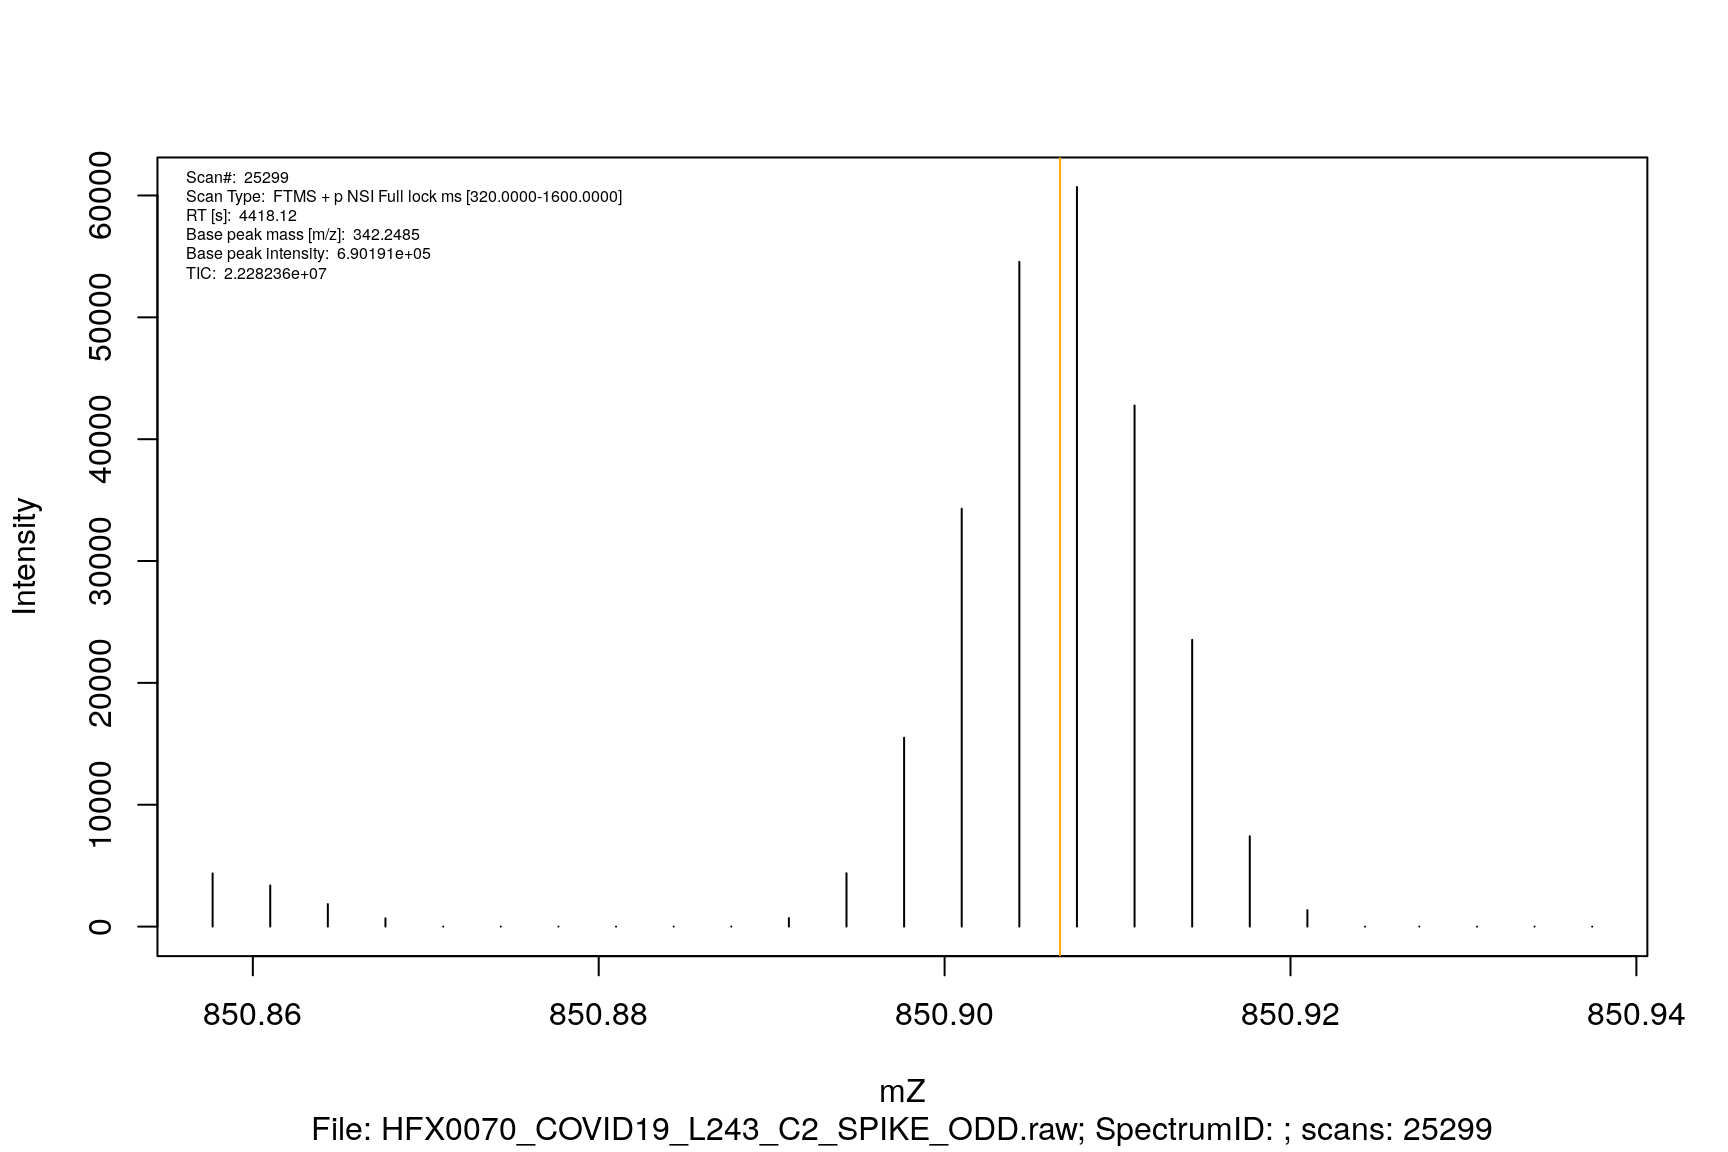 Scan#: 25299
Scan Type: FTMS + p NSI Full lock ms [320.0000-1600.0000]
RT [s]: 4418.12
Base peak mass [m/z]: 342.2485
Base peak intensity: 6.90191e+05
TIC: 2.228236e+07
60000
50000
40000
30000
20000
10000
0
Intensity
850.86 850.88 850.90 850.92 850.94
mZ
File: HFX0070_COVID19_L243_C2_SPIKE_ODD.raw; SpectrumID: ; scans: 25299